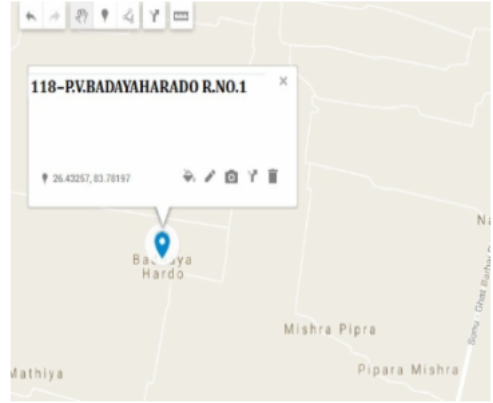 118-P.V.BADAYAHARADO R.NO.1
26.43257, 83.78197
Hardo
Mishra Pipra
Pipara Mishra
Mathiya